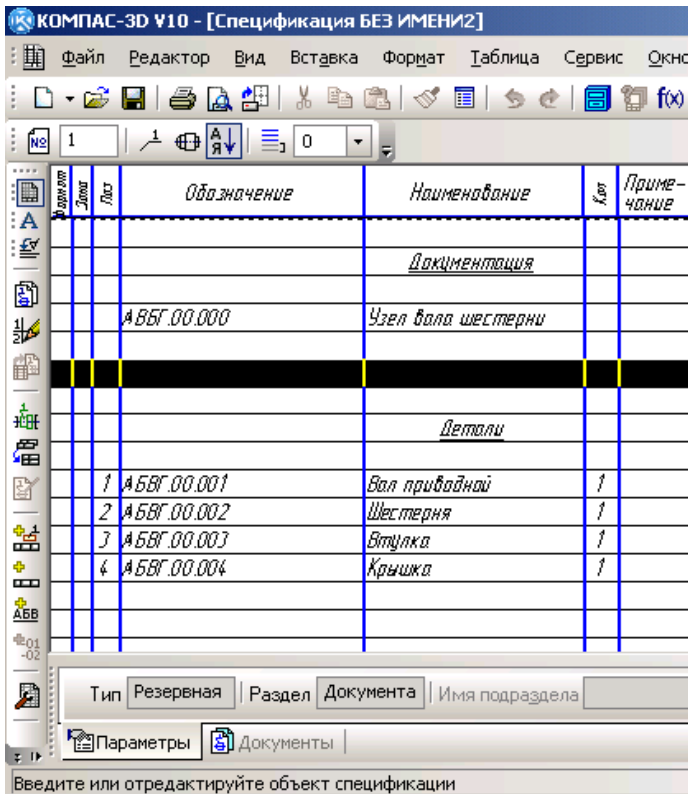 КОМПАС-3D V10 - [Спецификация БЕЗ ИМЕНИ2]
Файл Редактор Вид Вставка Формат Таблица Сервис Окно
f(x)
№ 1 1 А Я 0
Формат Зона Поз Обозначение Наименование Кол Приме-
чание
Документация
АВБГ.00.000 Узел вала шестерни
Детали
1 АБВГ.00.001 Вал приводной 1
2 АБВГ.00.002 Шестерня 1
3 АБВГ.00.003 Втулка 1
4 АБВГ.00.004 Крышка 1
АБВ
Тип Резервная Раздел Документа Имя подраздела
Параметры Документы
Введите или отредактируйте объект спецификации